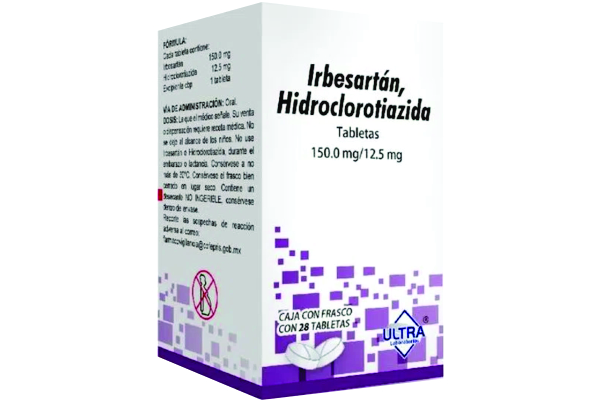 FÓRMULA:
Cada tableta contiene:
Irbesartán 150.0 mg
Hidroclorotiazida 12.5 mg
Excipiente cbp 1 tableta
VÍA DE ADMINISTRACIÓN: Oral.
DOSIS: La que el médico señale. Su venta
o dispensación requiere receta médica. No
se deje al alcance de los niños. No use
Irbesartán e Hidroclorotiazida, durante el
embarazo o lactancia. Consérvese a no
más de 30°C. Consérvese el frasco bien
cerrado en lugar seco. Contiene un
desecante NO INGERIBLE, consérvese
dentro de envase.
Reporte las sospechas de reacción
adversa al correo:
farmacovigilancia@cofepris.gob.mx
Irbesartán,
Hidroclorotiazida
Tabletas
150.0 mg/12.5 mg
CAJA CON FRASCO
CON 28 TABLETAS
ULTRA ®
Laboratorios